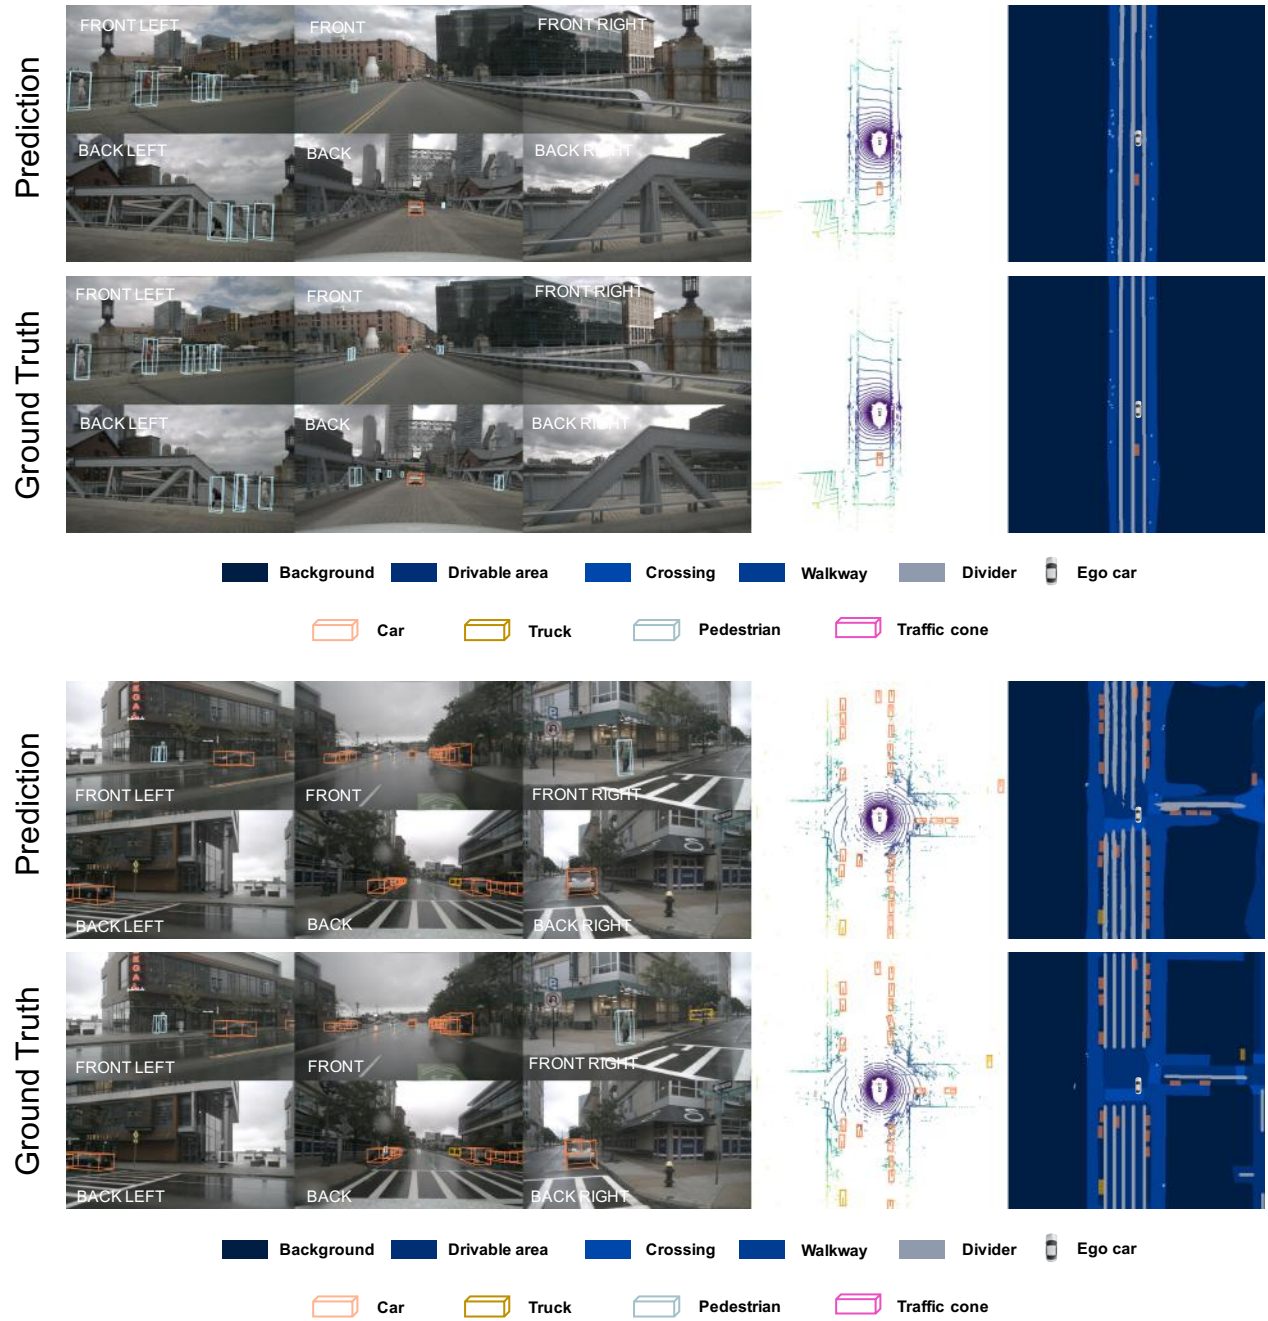 Prediction
FRONT LEFT
FRONT
FRONT RIGHT
BACK LEFT
BACK
BACK RIGHT
Ground Truth
FRONT LEFT
FRONT
FRONT RIGHT
BACK LEFT
BACK
BACK RIGHT
Background
Drivable area
Crossing
Walkway
Divider
Ego car
Car
Truck
Pedestrian
Traffic cone
Prediction
EGAL
FRONT LEFT
FRONT
P
FRONT RIGHT
BACK LEFT
BACK
BACK RIGHT
Ground Truth
EGAL
FRONT LEFT
FRONT
P
FRONT RIGHT
BACK LEFT
BACK
BACK RIGHT
Background
Drivable area
Crossing
Walkway
Divider
Ego car
Car
Truck
Pedestrian
Traffic cone